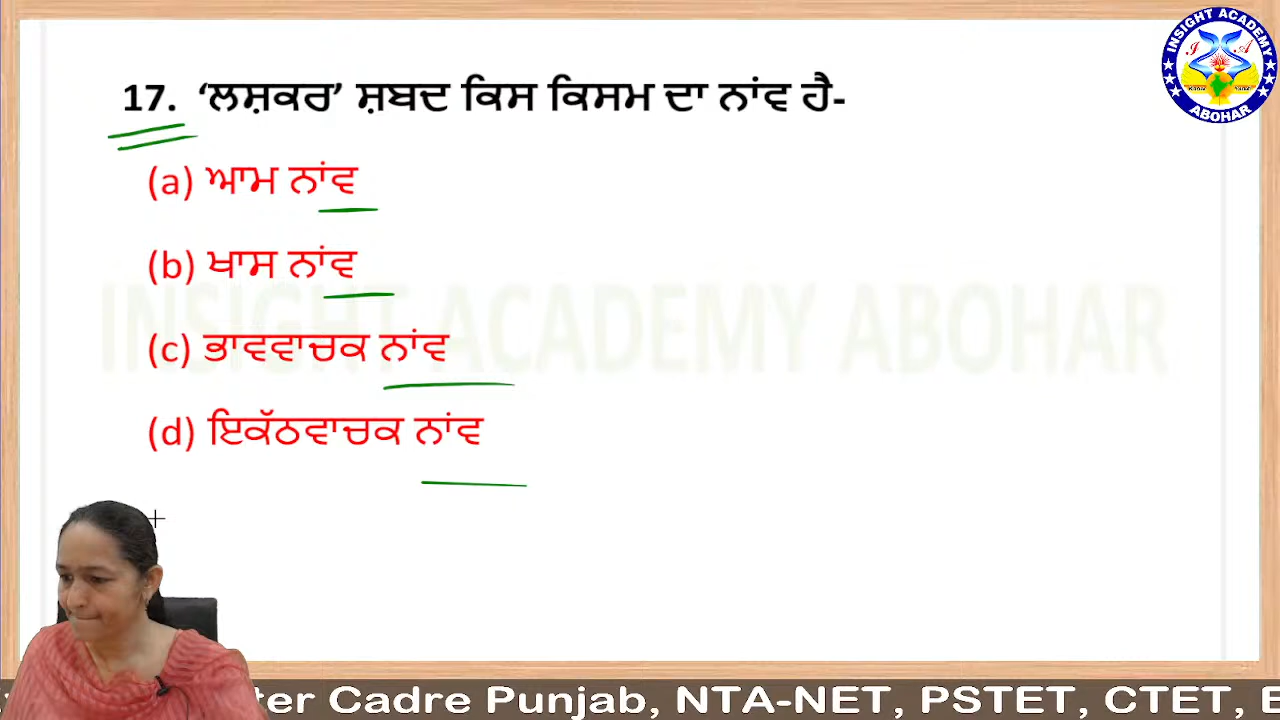 INSIGHT ACADEMY
I A
ABOHAR
17. ‘ਲਸ਼ਕਰ’ ਸ਼ਬਦ ਕਿਸ ਕਿਸਮ ਦਾ ਨਾਂਵ ਹੈ-
(a) ਆਮ ਨਾਂਵ
(b) ਖਾਸ ਨਾਂਵ
(c) ਭਾਵਵਾਚਕ ਨਾਂਵ
(d) ਇਕੱਠਵਾਚਕ ਨਾਂਵ
INSIGHT ACADEMY ABOHAR
ter Cadre Punjab, NTA-NET, PSTET, CTET, E